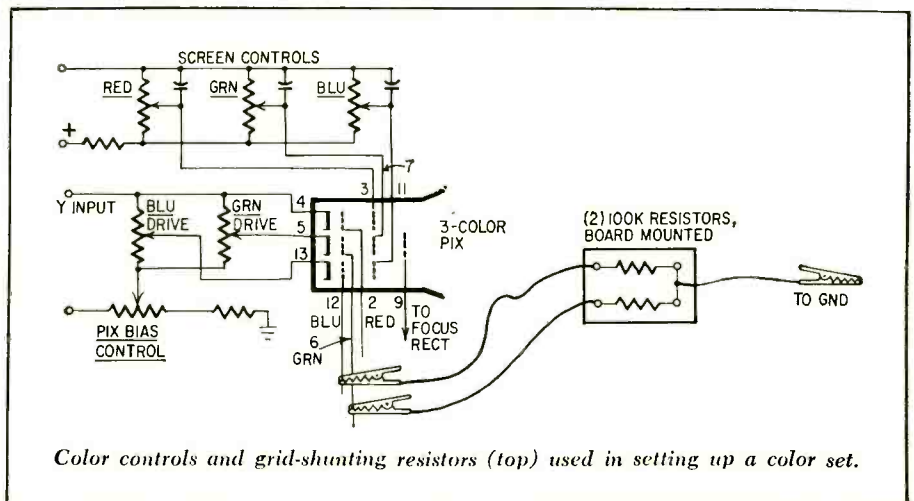 SCREEN CONTROLS
RED
GRN
BLU
+
7
3
11
Y INPUT
BLU
DRIVE
GRN
DRIVE
4
5
13
3-COLOR
PIX
(2) 100K RESISTORS,
BOARD MOUNTED
TO GND
12
2
9
BLU
RED
TO
FOCUS
RECT
6
GRN
PIX BIAS
CONTROL
Color controls and grid-shunting resistors (top) used in setting up a color set.